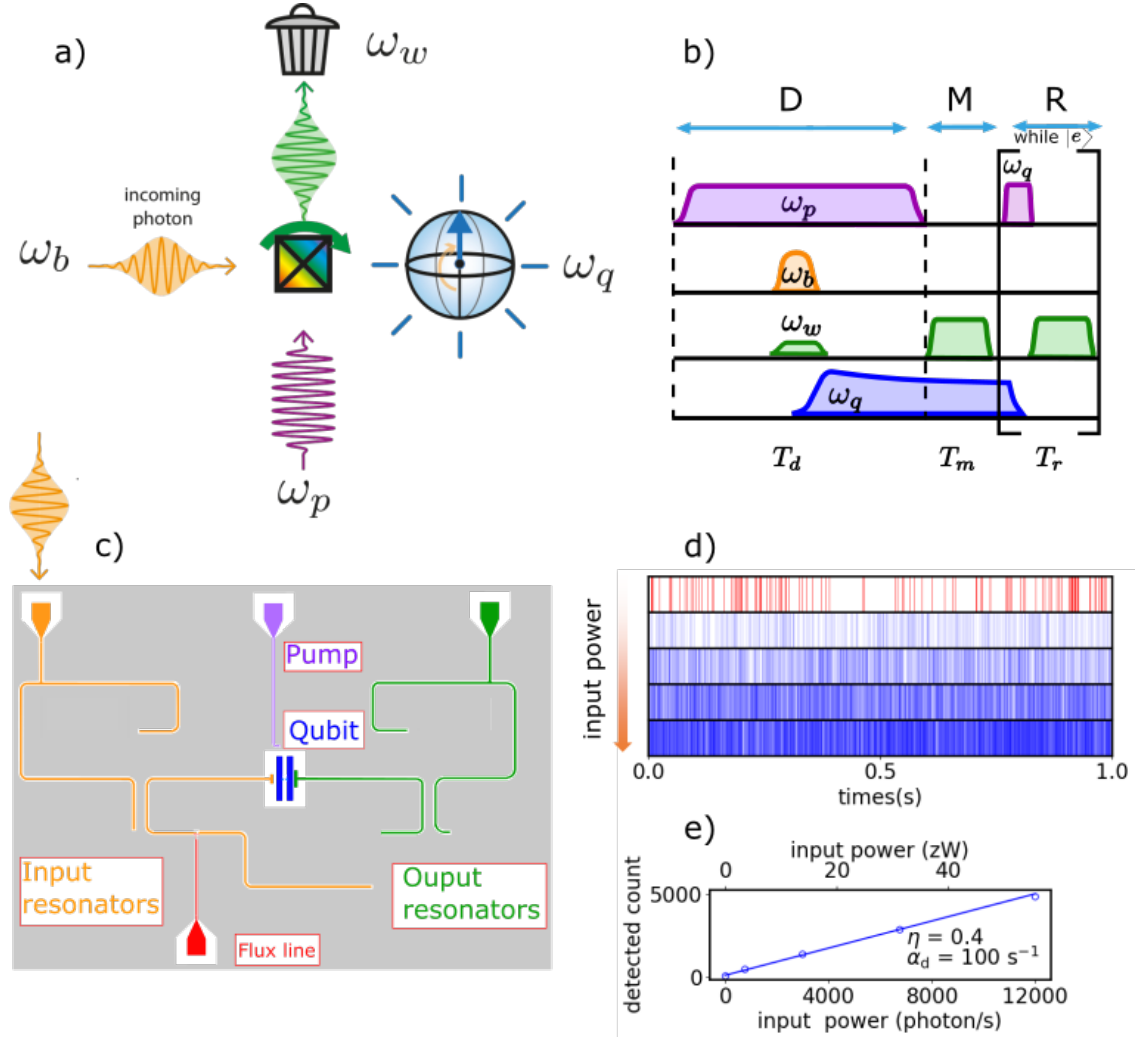 a)
ω_w
incoming
photon
ω_b
ω_q
ω_p
b)
D M R
while |e⟩
ω_q
ω_p
ω_b
ω_w
ω_q
T_d T_m T_r
c)
Pump
Qubit
Input
resonators
Ouput
resonators
Flux line
d)
input power
0.0 0.5 1.0
times(s)
e)
input power (zW)
0 20 40
detected count
5000
0
η = 0.4
α_d = 100 s⁻¹
0 4000 8000 12000
input power (photon/s)